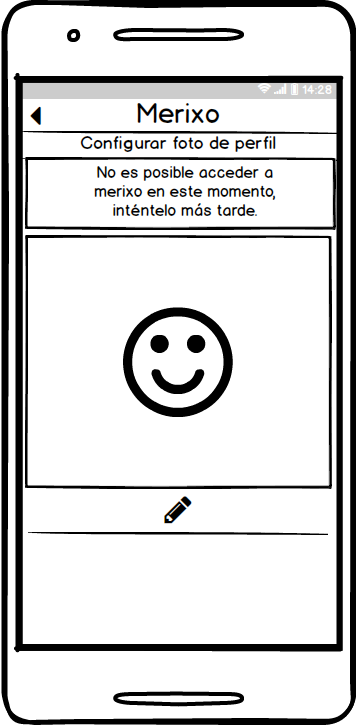 14:28
Merixo
Configurar foto de perfil
No es posible acceder a
merixo en este momento,
inténtelo más tarde.